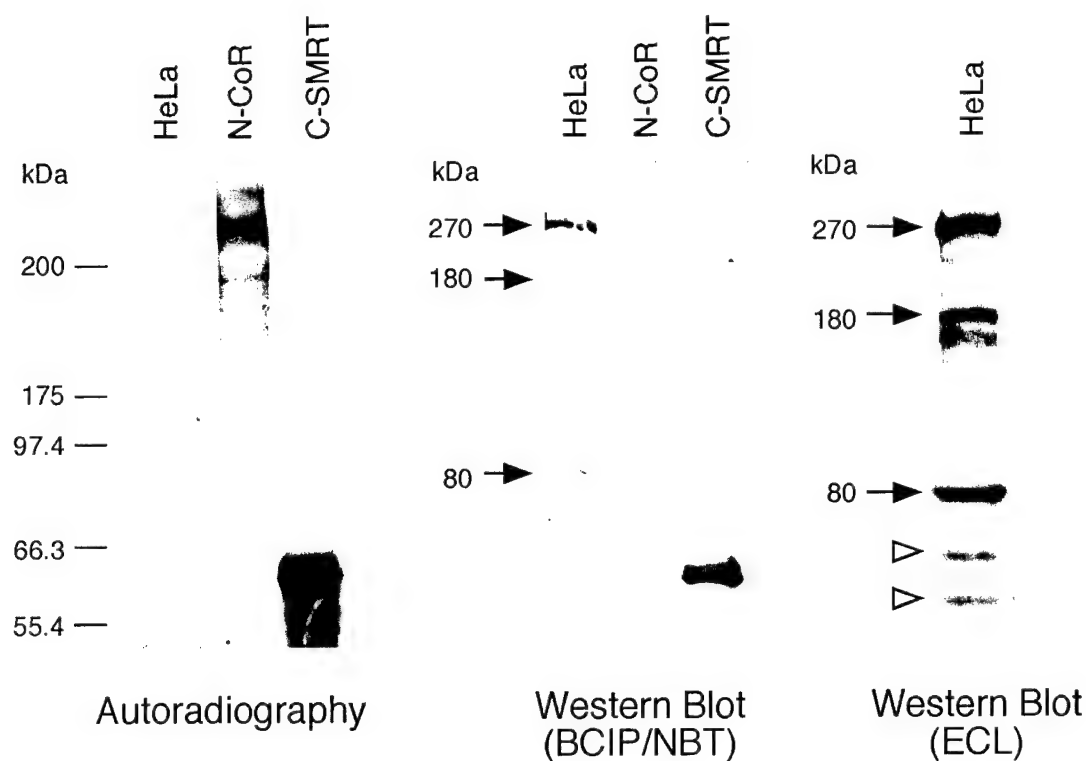 HeLa
N-CoR
C-SMRT
kDa
200
175
97.4
66.3
55.4
Autoradiography
HeLa
N-CoR
C-SMRT
kDa
270
180
80
Western Blot
(BCIP/NBT)
HeLa
kDa
270
180
80
Western Blot
(ECL)